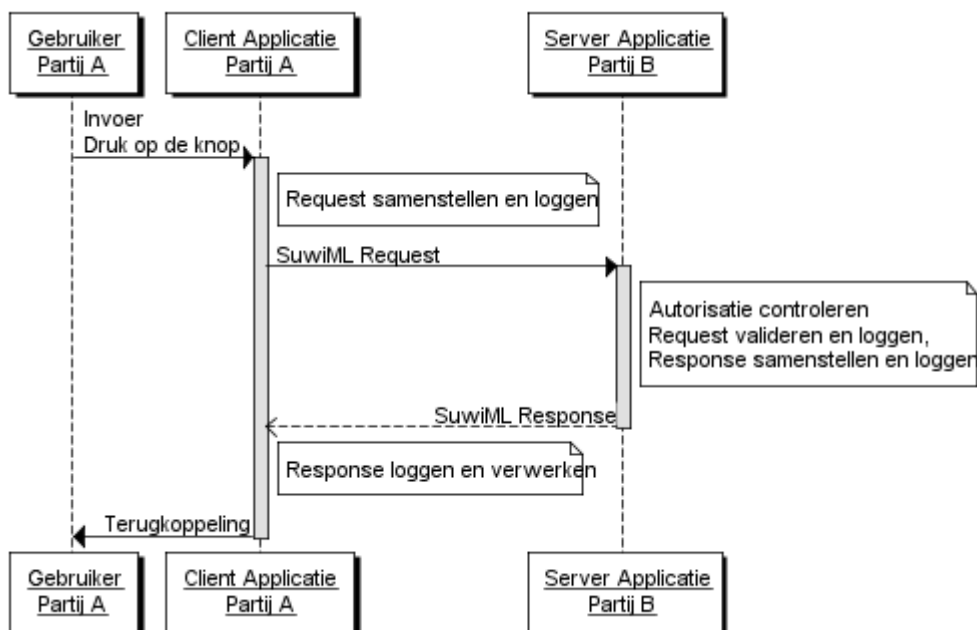 Gebruiker
Partij A
Client Applicatie
Partij A
Server Applicatie
Partij B
Invoer
Druk op de knop
Request samenstellen en loggen
SuwiML Request
Autorisatie controleren
Request valideren en loggen,
Response samenstellen en loggen
SuwiML Response
Response loggen en verwerken
Terugkoppeling
Gebruiker
Partij A
Client Applicatie
Partij A
Server Applicatie
Partij B